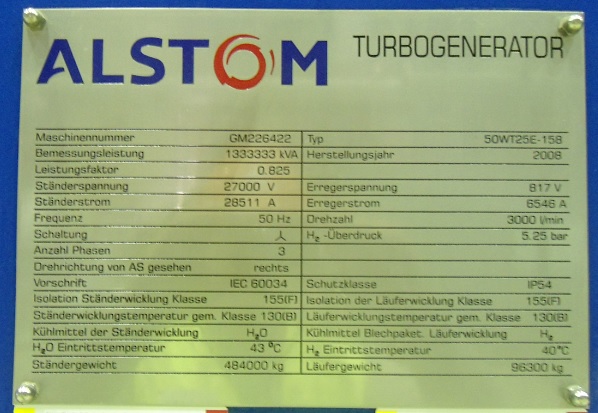 ALSTOM TURBOGENERATOR
Maschinennummer GM226422 Typ 50WT25E-158
Bemessungsleistung 1333333 kVA Herstellungsjahr 2008
Leistungsfaktor 0.825
Ständerspannung 27000 V Erregerspannung 817 V
Ständerstrom 28511 A Erregerstrom 6546 A
Frequenz 50 Hz Drehzahl 3000 1/min
Schaltung 人 H₂ -Überdruck 5.25 bar
Anzahl Phasen 3
Drehrichtung von AS gesehen rechts
Vorschrift IEC 60034 Schutzklasse IP54
Isolation Ständerwicklung Klasse 155(F) Isolation der Läuferwicklung Klasse 155(F)
Ständerwicklungstemperatur gem. Klasse 130(B) Läuferwicklungstemperatur gem. Klasse 130(B)
Kühlmittel der Ständerwicklung H₂O Kühlmittel Blechpaket, Läuferwicklung H₂
H₂O Eintrittstemperatur 43 °C H₂ Eintrittstemperatur 40°C
Ständergewicht 484000 kg Läufergewicht 96300 kg